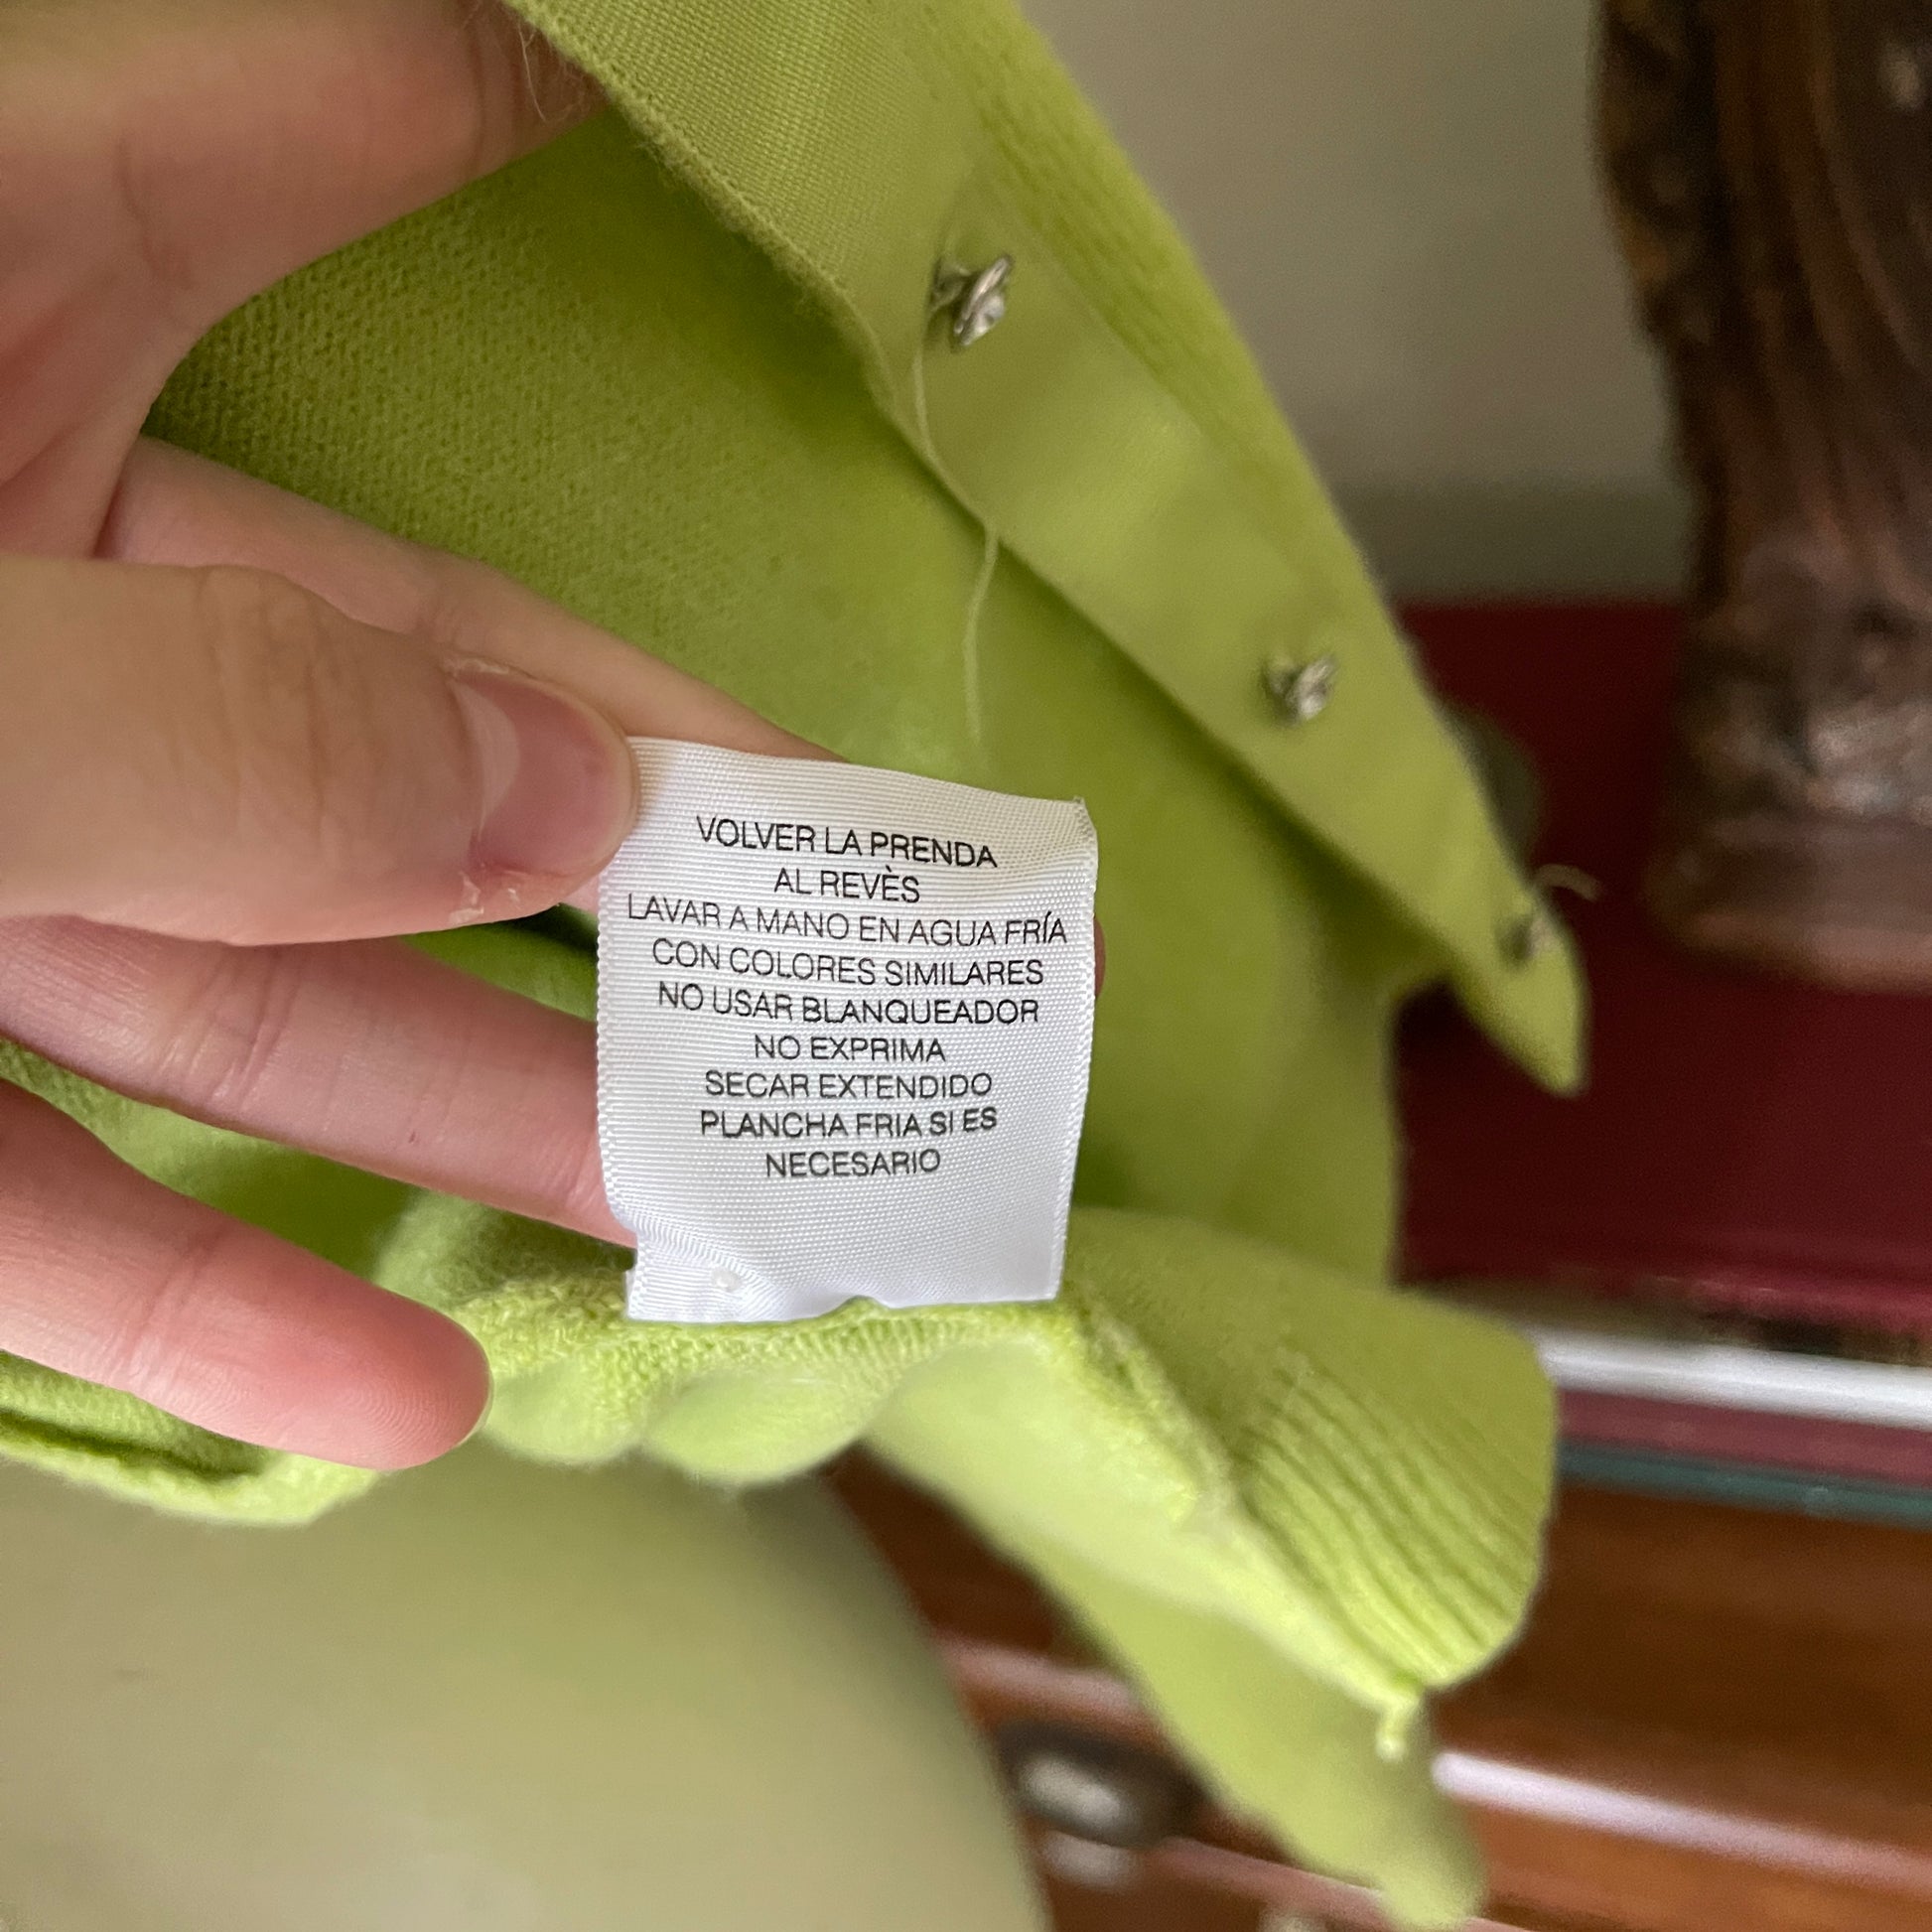 VOLVER LA PRENDA
AL REVÈS
LAVAR A MANO EN AGUA FRÍA
CON COLORES SIMILARES
NO USAR BLANQUEADOR
NO EXPRIMA
SECAR EXTENDIDO
PLANCHA FRIA SI ES
NECESARIO